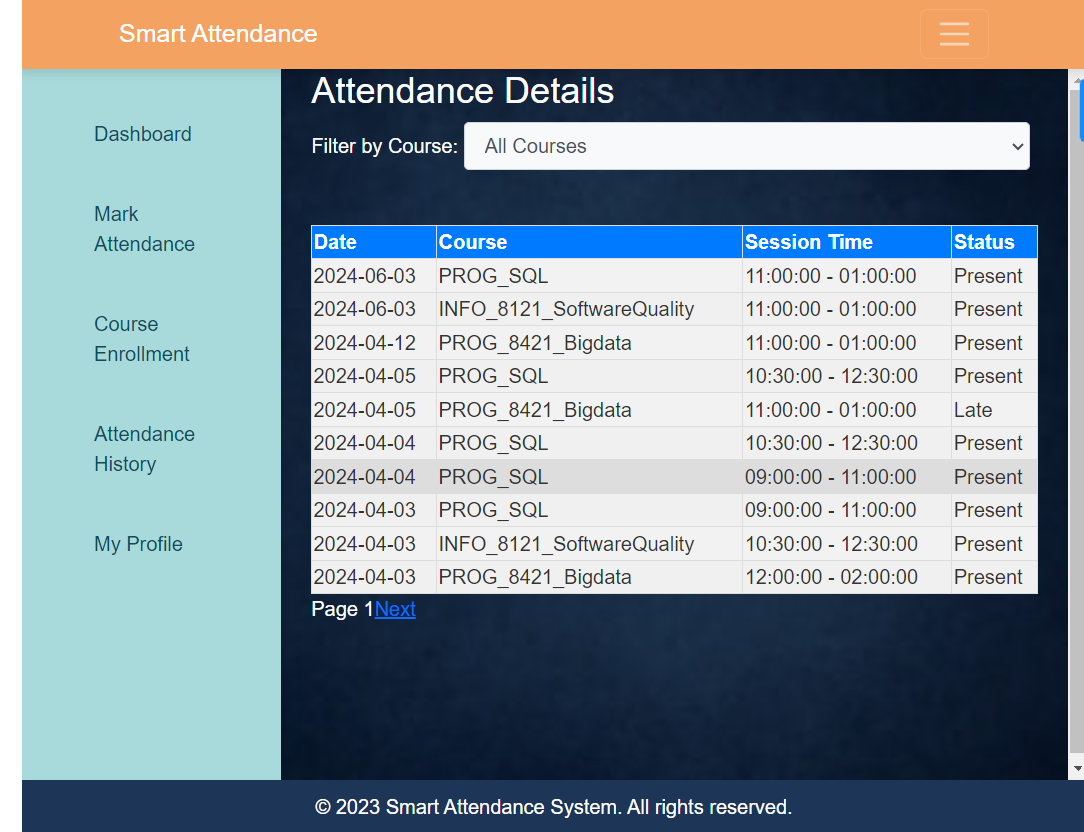 Smart Attendance
Dashboard
Mark
Attendance
Course
Enrollment
Attendance
History
My Profile
Attendance Details
Filter by Course: All Courses
Date Course Session Time Status
2024-06-03 PROG_SQL 11:00:00 - 01:00:00 Present
2024-06-03 INFO_8121_SoftwareQuality 11:00:00 - 01:00:00 Present
2024-04-12 PROG_8421_Bigdata 11:00:00 - 01:00:00 Present
2024-04-05 PROG_SQL 10:30:00 - 12:30:00 Present
2024-04-05 PROG_8421_Bigdata 11:00:00 - 01:00:00 Late
2024-04-04 PROG_SQL 10:30:00 - 12:30:00 Present
2024-04-04 PROG_SQL 09:00:00 - 11:00:00 Present
2024-04-03 PROG_SQL 09:00:00 - 11:00:00 Present
2024-04-03 INFO_8121_SoftwareQuality 10:30:00 - 12:30:00 Present
2024-04-03 PROG_8421_Bigdata 12:00:00 - 02:00:00 Present
Page 1Next
© 2023 Smart Attendance System. All rights reserved.